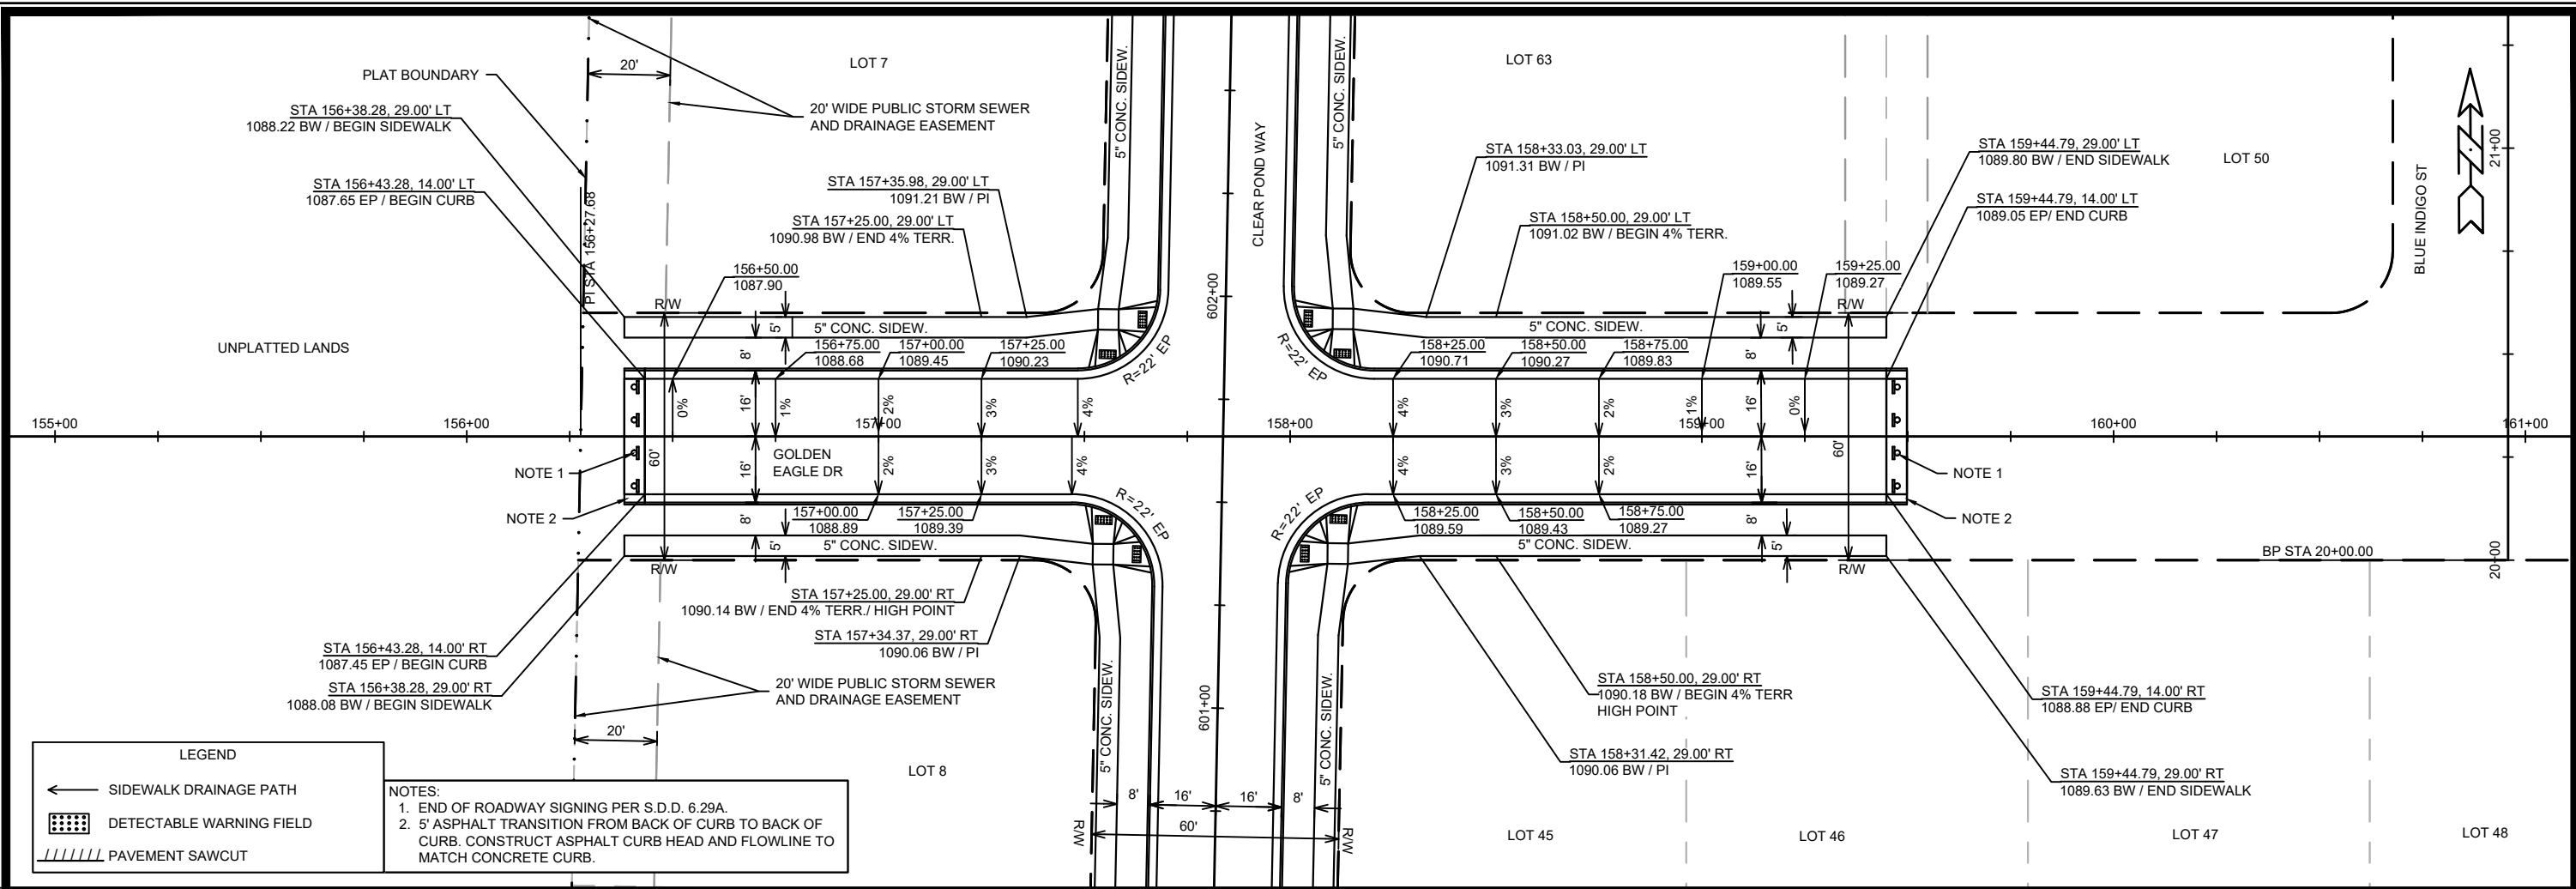 PLAT BOUNDARY
20'
LOT 7
20' WIDE PUBLIC STORM SEWER
AND DRAINAGE EASEMENT
STA 156+38.28, 29.00' LT
1088.22 BW / BEGIN SIDEWALK
STA 156+43.28, 14.00' LT
1087.65 EP / BEGIN CURB
PI STA 156+27.68
STA 157+35.98, 29.00' LT
1091.21 BW / PI
STA 157+25.00, 29.00' LT
1090.98 BW / END 4% TERR.
5" CONC. SIDEW.
CLEAR POND WAY
5" CONC. SIDEW.
LOT 63
STA 158+33.03, 29.00' LT
1091.31 BW / PI
STA 158+50.00, 29.00' LT
1091.02 BW / BEGIN 4% TERR.
STA 159+44.79, 29.00' LT
1089.80 BW / END SIDEWALK
STA 159+44.79, 14.00' LT
1089.05 EP/ END CURB
LOT 50
BLUE INDIGO ST
21+00
156+50.00
1087.90
159+00.00
1089.55
159+25.00
1089.27
602+00
R/W
R/W
UNPLATTED LANDS
5" CONC. SIDEW.
5'
8'
156+75.00
1088.68
157+00.00
1089.45
157+25.00
1090.23
R=22' EP
R=22' EP
5" CONC. SIDEW.
5'
8'
158+25.00
1090.71
158+50.00
1090.27
158+75.00
1089.83
0%
16'
1%
2%
3%
4%
4%
3%
2%
1%
16'
0%
155+00
156+00
157+00
158+00
159+00
160+00
161+00
NOTE 1
60'
16'
GOLDEN
EAGLE DR
2%
3%
4%
4%
3%
2%
16'
60'
NOTE 1
NOTE 2
8'
157+00.00
1088.89
157+25.00
1089.39
R=22' EP
R=22' EP
158+25.00
1089.59
158+50.00
1089.43
158+75.00
1089.27
8'
NOTE 2
5'
5" CONC. SIDEW.
5" CONC. SIDEW.
5'
R/W
R/W
BP STA 20+00.00
20+00
STA 157+25.00, 29.00' RT
1090.14 BW / END 4% TERR./ HIGH POINT
STA 157+34.37, 29.00' RT
1090.06 BW / PI
STA 156+43.28, 14.00' RT
1087.45 EP / BEGIN CURB
STA 156+38.28, 29.00' RT
1088.08 BW / BEGIN SIDEWALK
20' WIDE PUBLIC STORM SEWER
AND DRAINAGE EASEMENT
20'
5" CONC. SIDEW.
601+00
5" CONC. SIDEW.
STA 158+50.00, 29.00' RT
1090.18 BW / BEGIN 4% TERR
HIGH POINT
STA 158+31.42, 29.00' RT
1090.06 BW / PI
STA 159+44.79, 14.00' RT
1088.88 EP/ END CURB
STA 159+44.79, 29.00' RT
1089.63 BW / END SIDEWALK
LOT 8
8'
16'
16'
8'
60'
R/W
R/W
LOT 45
LOT 46
LOT 47
LOT 48
LEGEND
SIDEWALK DRAINAGE PATH
DETECTABLE WARNING FIELD
PAVEMENT SAWCUT
NOTES:
1. END OF ROADWAY SIGNING PER S.D.D. 6.29A.
2. 5' ASPHALT TRANSITION FROM BACK OF CURB TO BACK OF
CURB. CONSTRUCT ASPHALT CURB HEAD AND FLOWLINE TO
MATCH CONCRETE CURB.